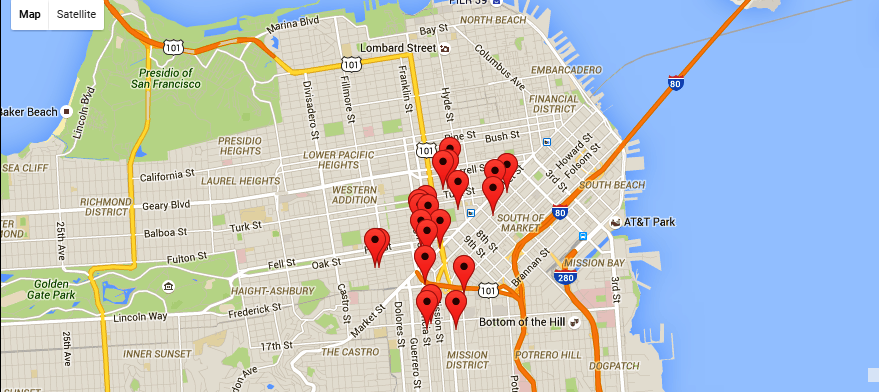 Map
Satellite
PIER 39
NORTH BEACH
Marina Blvd
Bay St
101
Lombard Street
Columbus Ave
EMBARCADERO
101
Presidio of
San Francisco
80
Baker Beach
Lincoln Blvd
Divisadero St
Fillmore St
Franklin St
Hyde St
FINANCIAL
DISTRICT
Bush St
Howard St
Folsom St
PRESIDIO
HEIGHTS
101
LOWER PACIFIC
HEIGHTS
SEA CLIFF
California St
LAUREL HEIGHTS
3rd St
SOUTH BEACH
WESTERN
ADDITION
RICHMOND
DISTRICT
Geary Blvd
80
SOUTH OF
MARKET
AT&T Park
25th Ave
Balboa St
Turk St
8th St
9th St
Fulton St
Fell St
Oak St
Brannan St
MISSION BAY
280
3rd St
Golden
Gate Park
HAIGHT-ASHBURY
101
Castro St
Market St
Frederick St
Lincoln Way
Dolores St
Guerrero St
Bottom of the Hill
25th Ave
17th St
INNER SUNSET
THE CASTRO
MISSION
DISTRICT
POTRERO HILL
DOGPATCH